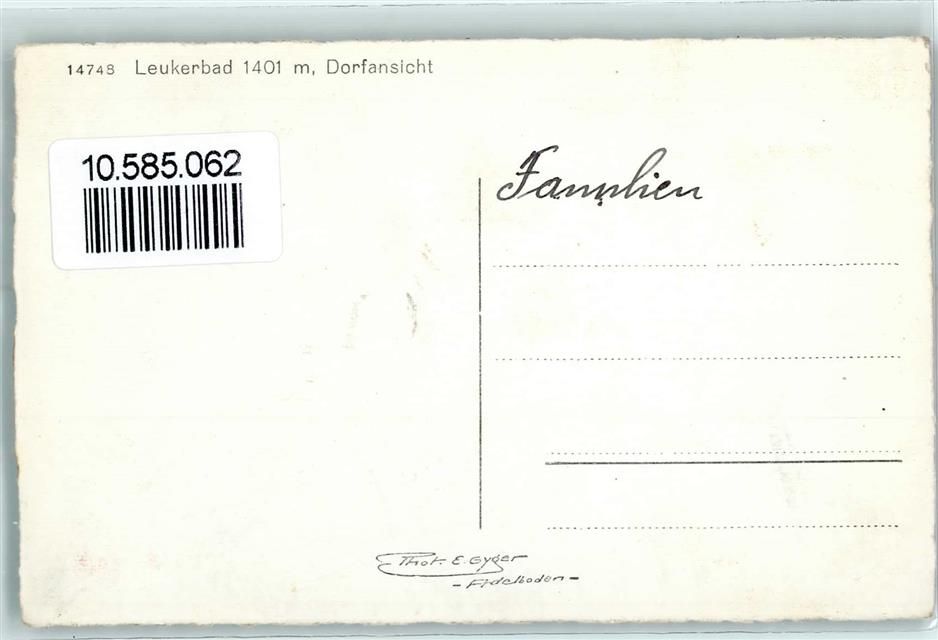 14748 Leukerbad 1401 m, Dorfansicht
10.585.062
Familien
Phot. E. Gyger
- Adelboden -